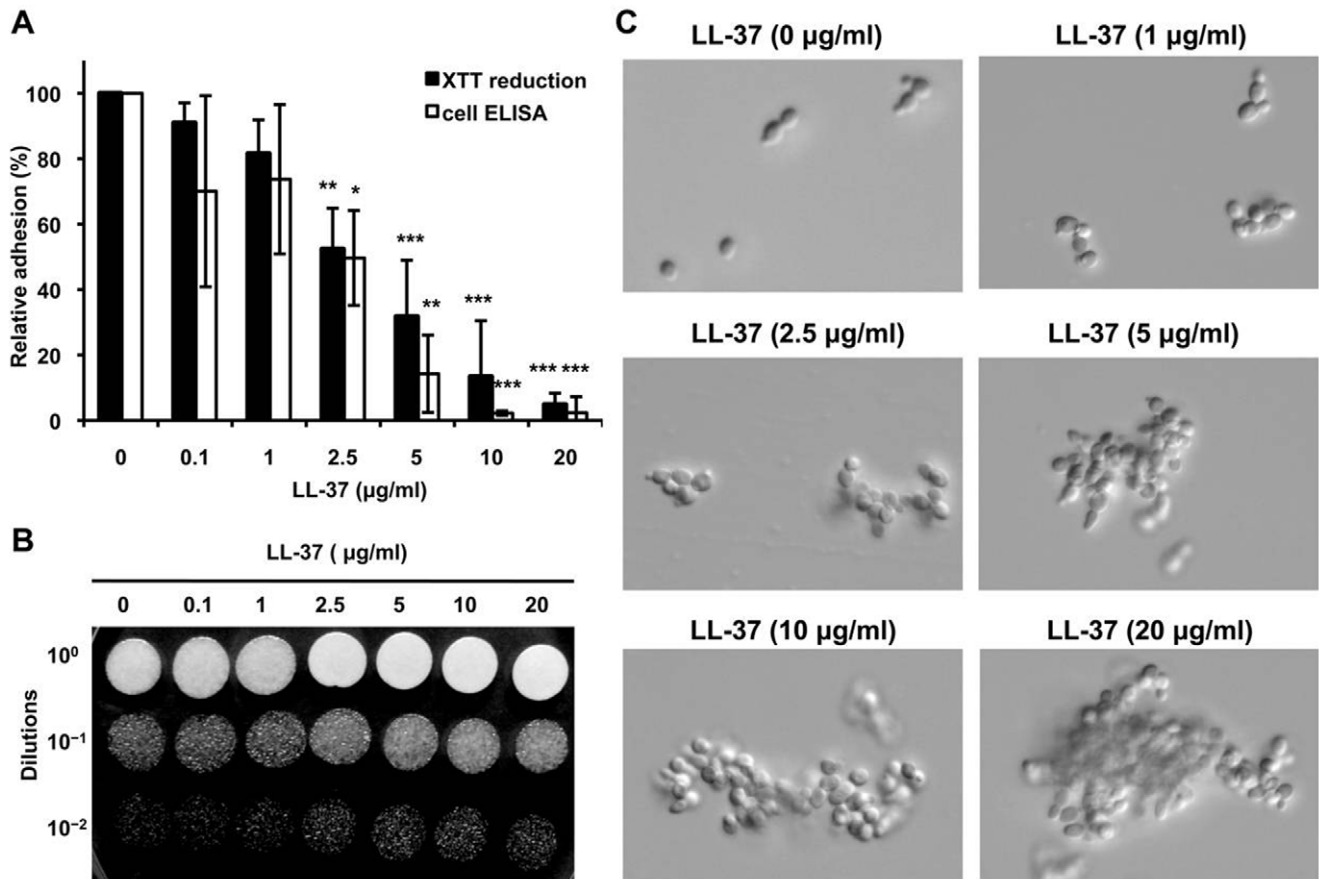 A
XTT reduction
cell ELISA
Relative adhesion (%)
100
80
60
40
20
0
** *
*** **
*** ***
*** ***
0 0.1 1 2.5 5 10 20
LL-37 (µg/ml)
B
LL-37 ( µg/ml)
0 0.1 1 2.5 5 10 20
Dilutions
10⁰
10⁻¹
10⁻²
C
LL-37 (0 µg/ml) LL-37 (1 µg/ml)
LL-37 (2.5 µg/ml) LL-37 (5 µg/ml)
LL-37 (10 µg/ml) LL-37 (20 µg/ml)